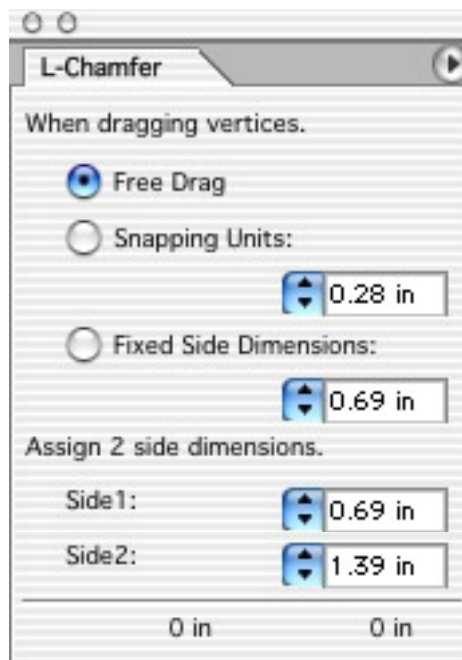 L-Chamfer
When dragging vertices.
Free Drag
Snapping Units:
0.28 in
Fixed Side Dimensions:
0.69 in
Assign 2 side dimensions.
Side1: 0.69 in
Side2: 1.39 in
0 in 0 in